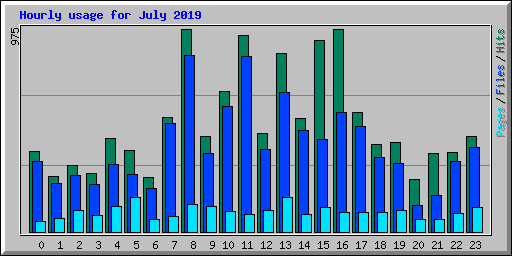 Hourly usage for July 2019
975
Pages / Files / Hits
0 1 2 3 4 5 6 7 8 9 10 11 12 13 14 15 16 17 18 19 20 21 22 23